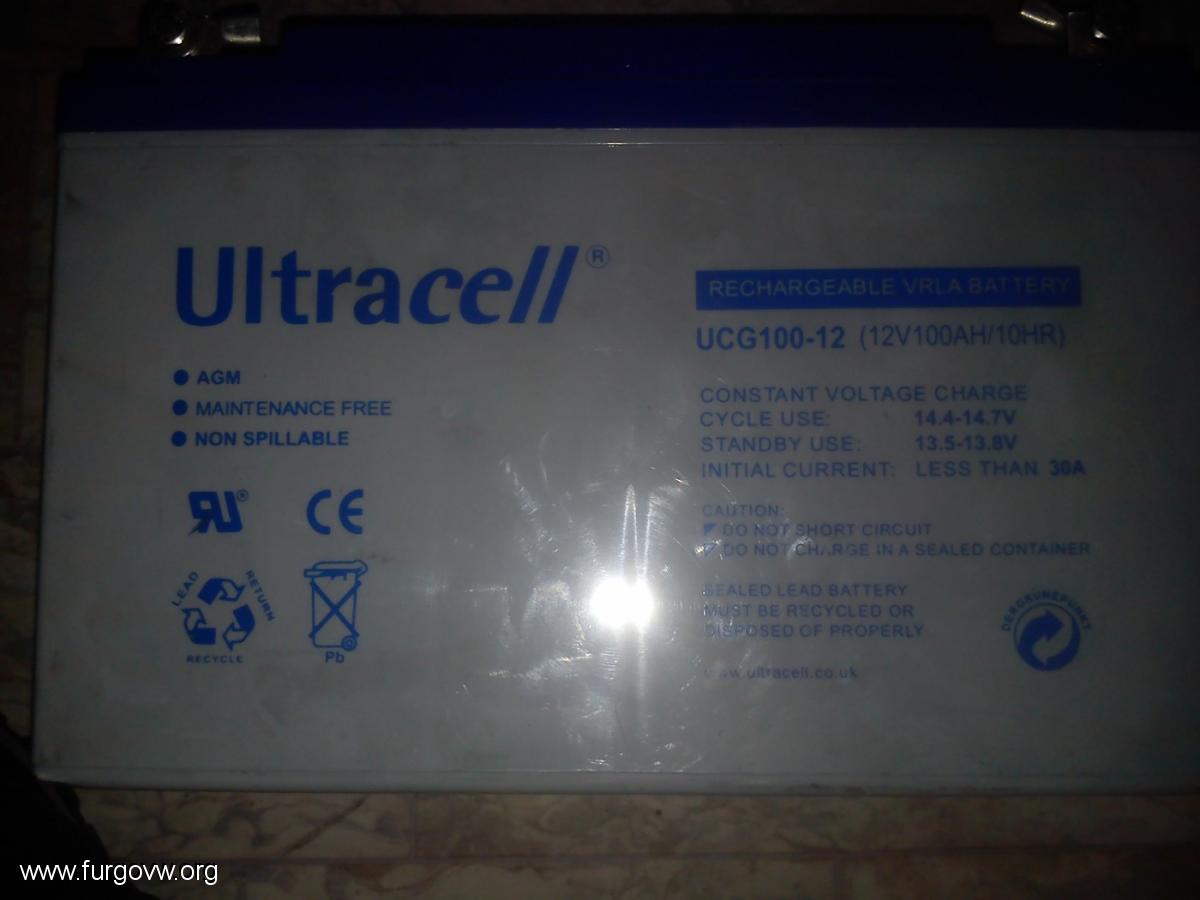 Ultracell®
AGM
MAINTENANCE FREE
NON SPILLABLE
RU®
CE
LEAD RETURN
RECYCLE
Pb
RECHARGEABLE VRLA BATTERY
UCG100-12 (12V100AH/10HR)
CONSTANT VOLTAGE CHARGE
CYCLE USE: 14.4-14.7V
STANDBY USE: 13.5-13.8V
INITIAL CURRENT: LESS THAN 30A
CAUTION:
DO NOT SHORT CIRCUIT
DO NOT CHARGE IN A SEALED CONTAINER
SEALED LEAD BATTERY
MUST BE RECYCLED OR
DISPOSED OF PROPERLY
DERGRUNEPUNKT
www.ultracell.co.uk
www.furgovw.org